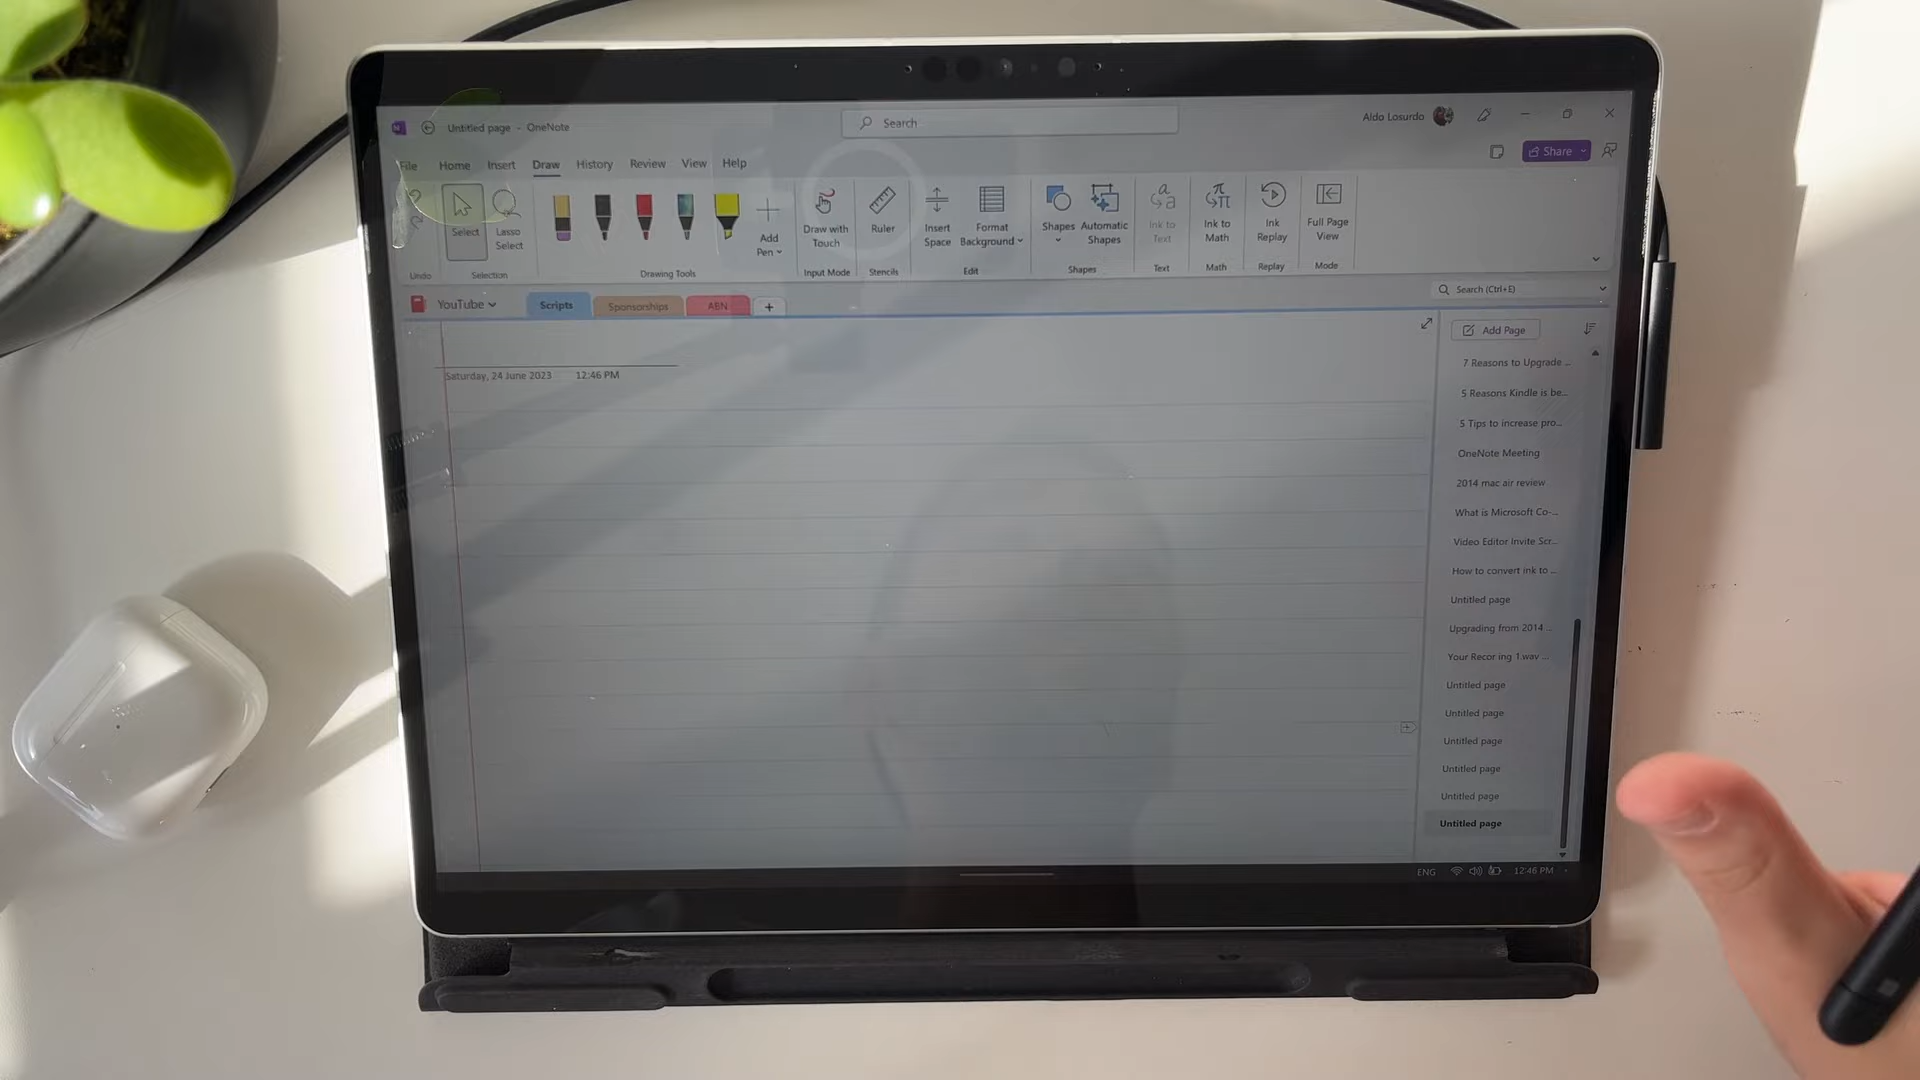 Untitled page - OneNote
Search
Aldo Losurdo
File Home Insert Draw History Review View Help
Share
Select
Lasso Select
Add Pen
Draw with Touch
Ruler
Insert Space
Format Background
Shapes
Automatic Shapes
Ink to Text
Ink to Math
Ink Replay
Full Page View
Undo Selection Drawing Tools Input Mode Stencils Edit Shapes Text Math Replay Mode
YouTube Scripts Sponsorships ABN +
Search (Ctrl+E)
Saturday, 24 June 2023 12:46 PM
Add Page
7 Reasons to Upgrade ...
5 Reasons Kindle is be...
5 Tips to increase pro...
OneNote Meeting
2014 mac air review
What is Microsoft Co-...
Video Editor Invite Scr...
How to convert ink to ...
Untitled page
Upgrading from 2014 ...
Your Recor ing 1.wav ...
Untitled page
Untitled page
Untitled page
Untitled page
Untitled page
Untitled page
ENG 12:46 PM